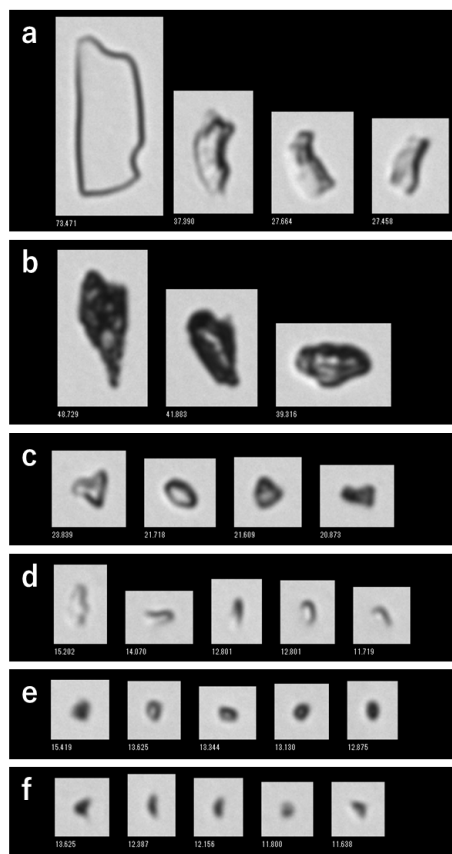 a
73.471 37.390 27.664 27.458
b
48.729 41.883 39.316
c
23.839 21.718 21.609 20.873
d
15.202 14.070 12.801 12.801 11.719
e
15.419 13.625 13.344 13.130 12.875
f
13.625 12.387 12.156 11.800 11.638